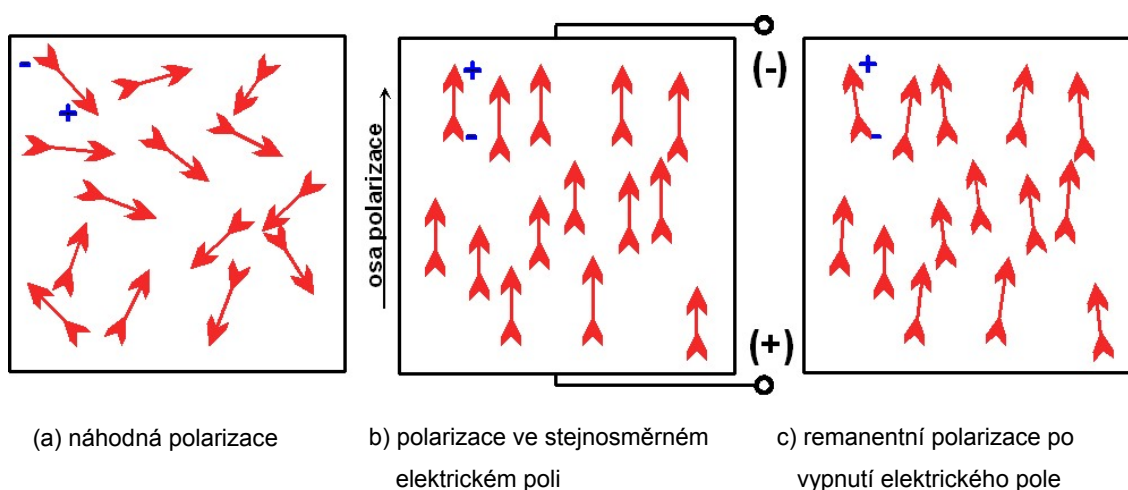 -
+
osa polarizace
+
-
(-)
(+)
+
-
(a) náhodná polarizace
b) polarizace ve stejnosměrném
elektrickém poli
c) remanentní polarizace po
vypnutí elektrického pole